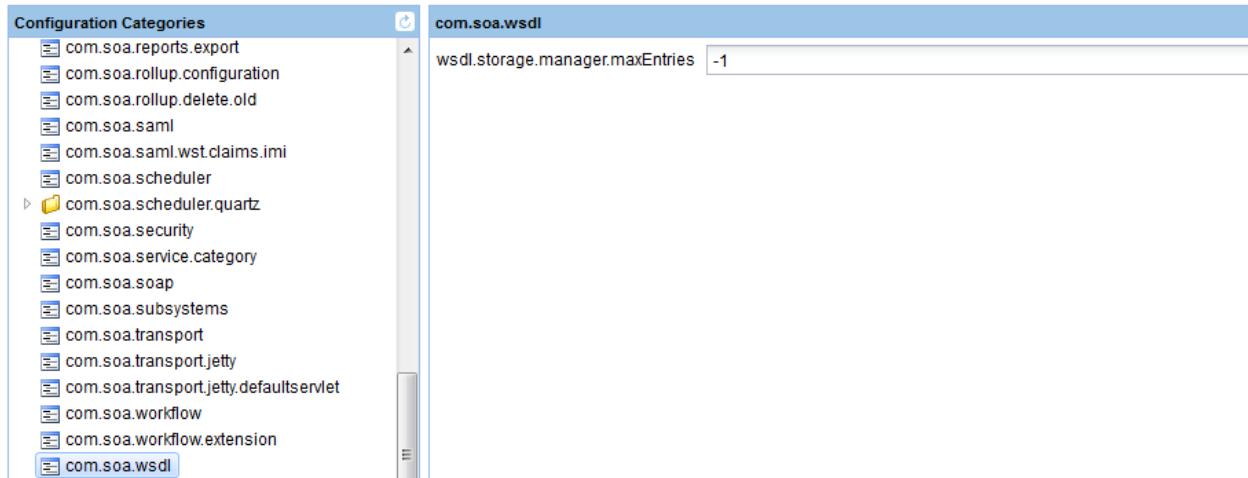 Configuration Categories
com.soa.reports.export
com.soa.rollup.configuration
com.soa.rollup.delete.old
com.soa.saml
com.soa.saml.wst.claims.imi
com.soa.scheduler
com.soa.scheduler.quartz
com.soa.security
com.soa.service.category
com.soa.soap
com.soa.subsystems
com.soa.transport
com.soa.transport.jetty
com.soa.transport.jetty.defaultservlet
com.soa.workflow
com.soa.workflow.extension
com.soa.wsdl
com.soa.wsdl
wsdl.storage.manager.maxEntries -1